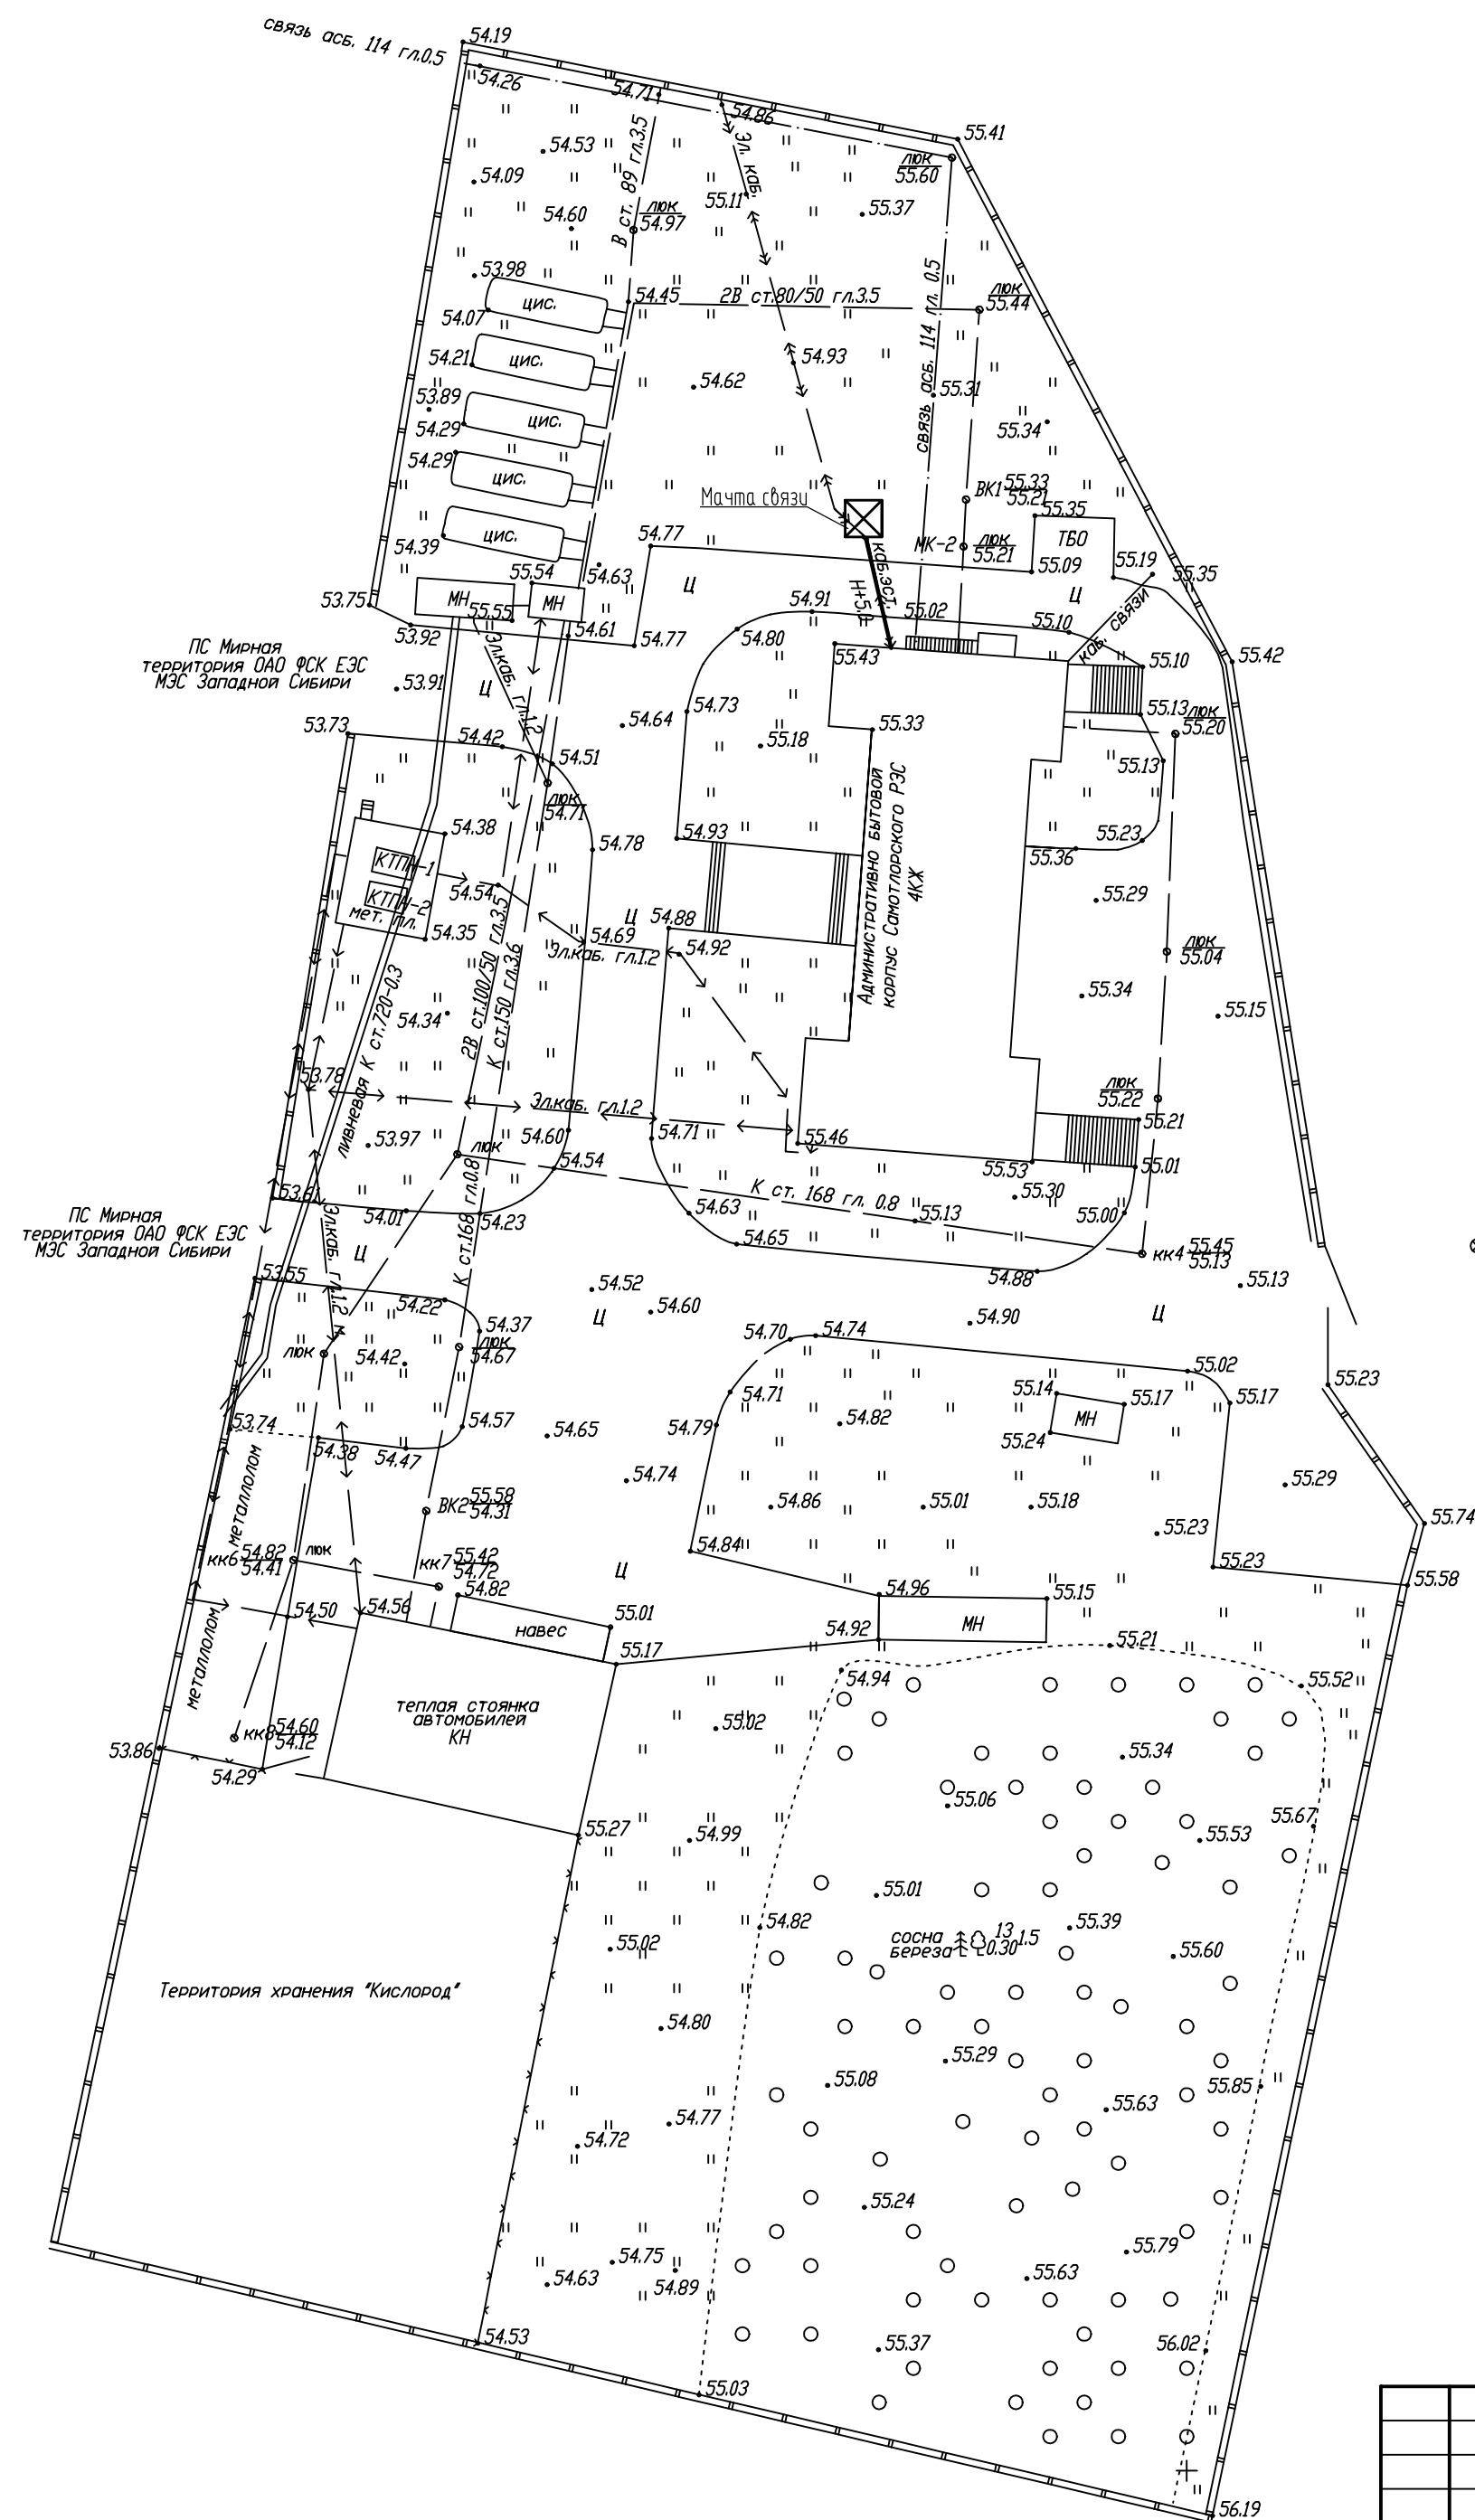 связь асб. 114 гл.0.5
54.19
54.26
54.71
54.86
55.41
люк
55.60
54.53
54.09
В ст. 89 гл.3.5
Эл. каб.
55.11
55.37
54.60
люк
54.97
53.98
цис.
54.07
54.45
2В ст.80/50 гл.3.5
люк
55.44
связь асб. 114 гл. 0.5
54.21
цис.
54.93
54.62
55.31
53.89
54.29
цис.
55.34
54.29
цис.
Мачта связи
ВК1
55.33
55.21
55.35
ТБО
цис.
54.39
54.77
МК-2
люк
55.21
55.09
55.19
55.35
каб.эст.
54.63
55.54
МН
55.55
МН
Ц
Ц
53.75
53.92
54.61
54.77
54.80
54.91
55.02
55.10
каб. связи
55.43
55.10
55.42
ПС Мирная
территория ОАО ФСК ЕЭС
МЭС Западной Сибири
53.91
Ц
Эл.каб. гл.1.2
54.64
54.73
55.13
люк
55.20
53.73
54.42
54.51
55.18
55.33
55.13
люк
54.71
54.38
54.78
54.93
55.23
55.36
КТПН-1
КТПН-2
мет. пл.
54.54
54.35
Административно бытовой
корпус Самотлорского РЭС
4КЖ
55.29
Ц
54.88
54.69
54.92
Эл.каб. гл.1.2
люк
55.04
2В ст.100/50 гл.3.5
К ст.150 гл.3.6
54.34
55.34
55.15
ливневая К ст.720-0.3
53.78
Эл.каб. гл.1.2
люк
55.22
53.97
54.60
54.71
55.46
55.21
люк
54.54
55.53
55.01
53.61
54.01
54.23
К ст. 168 гл. 0.8
54.63
55.13
55.30
55.00
ПС Мирная
территория ОАО ФСК ЕЭС
МЭС Западной Сибири
Ц
Эл.каб. гл.1.2
К ст.168 гл.0.8
54.65
кк4
55.45
55.13
53.55
54.52
54.88
55.13
54.22
54.60
Ц
54.90
Ц
54.37
54.70
54.74
люк
54.42
люк
54.67
55.02
54.71
55.14
55.17
55.17
55.23
53.74
54.38
54.47
54.57
54.65
54.79
54.82
МН
55.24
металлолом
54.74
55.29
ВК2
55.58
54.31
54.86
55.01
55.18
55.23
55.74
54.84
55.23
кк6
54.82
54.41
люк
кк7
55.42
54.72
Ц
55.58
54.50
54.56
54.82
навес
55.01
54.96
55.15
54.92
МН
55.17
55.21
металлолом
54.94
55.52
теплая стоянка
автомобилей
КН
55.02
кк8
54.60
54.12
53.86
54.29
55.34
55.06
55.27
54.99
55.53
55.67
55.01
54.82
55.39
сосна
береза
13
0.30
1.5
55.02
55.60
Территория хранения "Кислород"
54.80
55.29
55.08
55.85
55.63
54.77
54.72
55.24
55.79
54.75
54.63
54.89
55.63
54.53
55.37
56.02
55.03
56.19